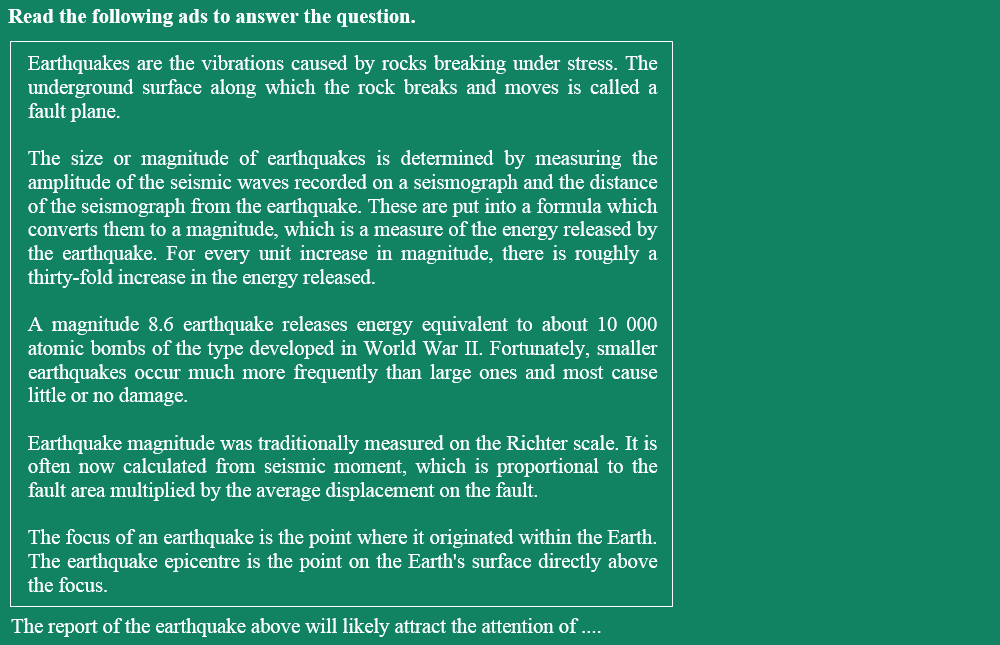 Read the following ads to answer the question.
Earthquakes are the vibrations caused by rocks breaking under stress. The
underground surface along which the rock breaks and moves is called a
fault plane.
The size or magnitude of earthquakes is determined by measuring the
amplitude of the seismic waves recorded on a seismograph and the distance
of the seismograph from the earthquake. These are put into a formula which
converts them to a magnitude, which is a measure of the energy released by
the earthquake. For every unit increase in magnitude, there is roughly a
thirty-fold increase in the energy released.
A magnitude 8.6 earthquake releases energy equivalent to about 10 000
atomic bombs of the type developed in World War II. Fortunately, smaller
earthquakes occur much more frequently than large ones and most cause
little or no damage.
Earthquake magnitude was traditionally measured on the Richter scale. It is
often now calculated from seismic moment, which is proportional to the
fault area multiplied by the average displacement on the fault.
The focus of an earthquake is the point where it originated within the Earth.
The earthquake epicentre is the point on the Earth's surface directly above
the focus.
The report of the earthquake above will likely attract the attention of ....